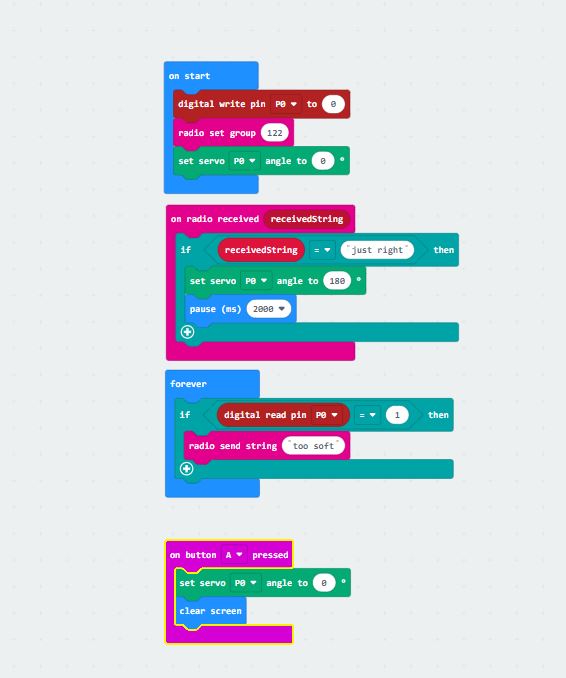 on start
digital write pin P0 to 0
radio set group 122
set servo P0 angle to 0 °
on radio received receivedString
if receivedString = "just right" then
set servo P0 angle to 180 °
pause (ms) 2000
forever
if digital read pin P0 = 1 then
radio send string "too soft"
on button A pressed
set servo P0 angle to 0 °
clear screen